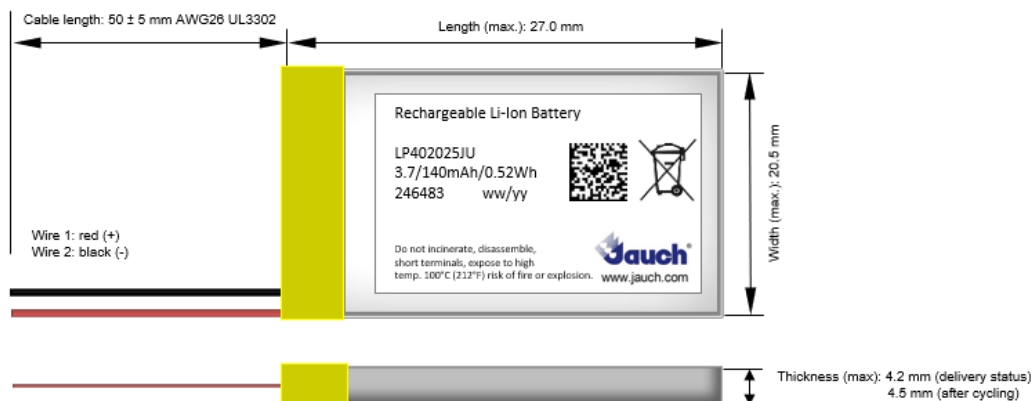 Cable length: 50 ± 5 mm AWG26 UL3302
Length (max.): 27.0 mm
Rechargeable Li-Ion Battery
LP402025JU
3.7/140mAh/0.52Wh
246483 ww/yy
Width (max.): 20.5 mm
Wire 1: red (+)
Wire 2: black (-)
Do not incinerate, disassemble,
short terminals, expose to high
temp. 100°C (212°F) risk of fire or explosion.
Jauch®
www.jauch.com
Thickness (max): 4.2 mm (delivery status)
4.5 mm (after cycling)